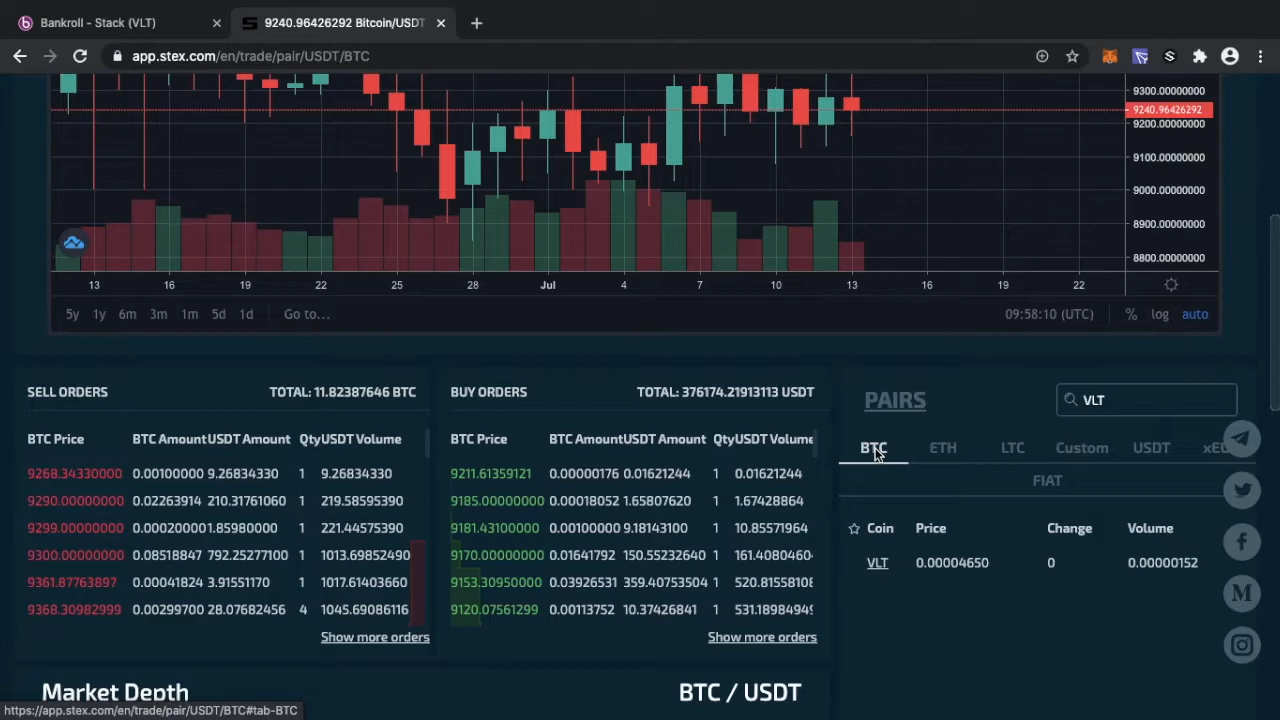 Bankroll - Stack (VLT)
9240.96426292 Bitcoin/USDT
app.stex.com/en/trade/pair/USDT/BTC
9300.00000000
9240.96426292
9200.00000000
9100.00000000
9000.00000000
8900.00000000
8800.00000000
13 16 19 22 25 28 Jul 4 7 10 13 16 19 22
5y 1y 6m 3m 1m 5d 1d Go to... 09:58:10 (UTC) % log auto
SELL ORDERS TOTAL: 11.82387646 BTC
BTC Price BTC Amount USDT Amount Qty USDT Volume
9268.34330000 0.00100000 9.26834330 1 9.26834330
9290.00000000 0.02263914 210.31761060 1 219.58595390
9299.00000000 0.00020000 1.85980000 1 221.44575390
9300.00000000 0.08518847 792.25277100 1 1013.69852490
9361.87763897 0.00041824 3.91551170 1 1017.61403660
9368.30982999 0.00299700 28.07682456 4 1045.69086116
Show more orders
BUY ORDERS TOTAL: 376174.21913113 USDT
BTC Price BTC Amount USDT Amount Qty USDT Volume
9211.61359121 0.00000176 0.01621244 1 0.01621244
9185.00000000 0.00018052 1.65807620 1 1.67428864
9181.43100000 0.00100000 9.18143100 1 10.85571964
9170.00000000 0.01641792 150.55232640 1 161.40804604
9153.30950000 0.03926531 359.40753504 1 520.8155810
9120.07561299 0.00113752 10.37426841 1 531.1898494
Show more orders
PAIRS VLT
BTC ETH LTC Custom USDT xEU
FIAT
Coin Price Change Volume
VLT 0.00004650 0 0.00000152
Market Depth BTC / USDT
https://app.stex.com/en/trade/pair/USDT/BTC#tab-BTC